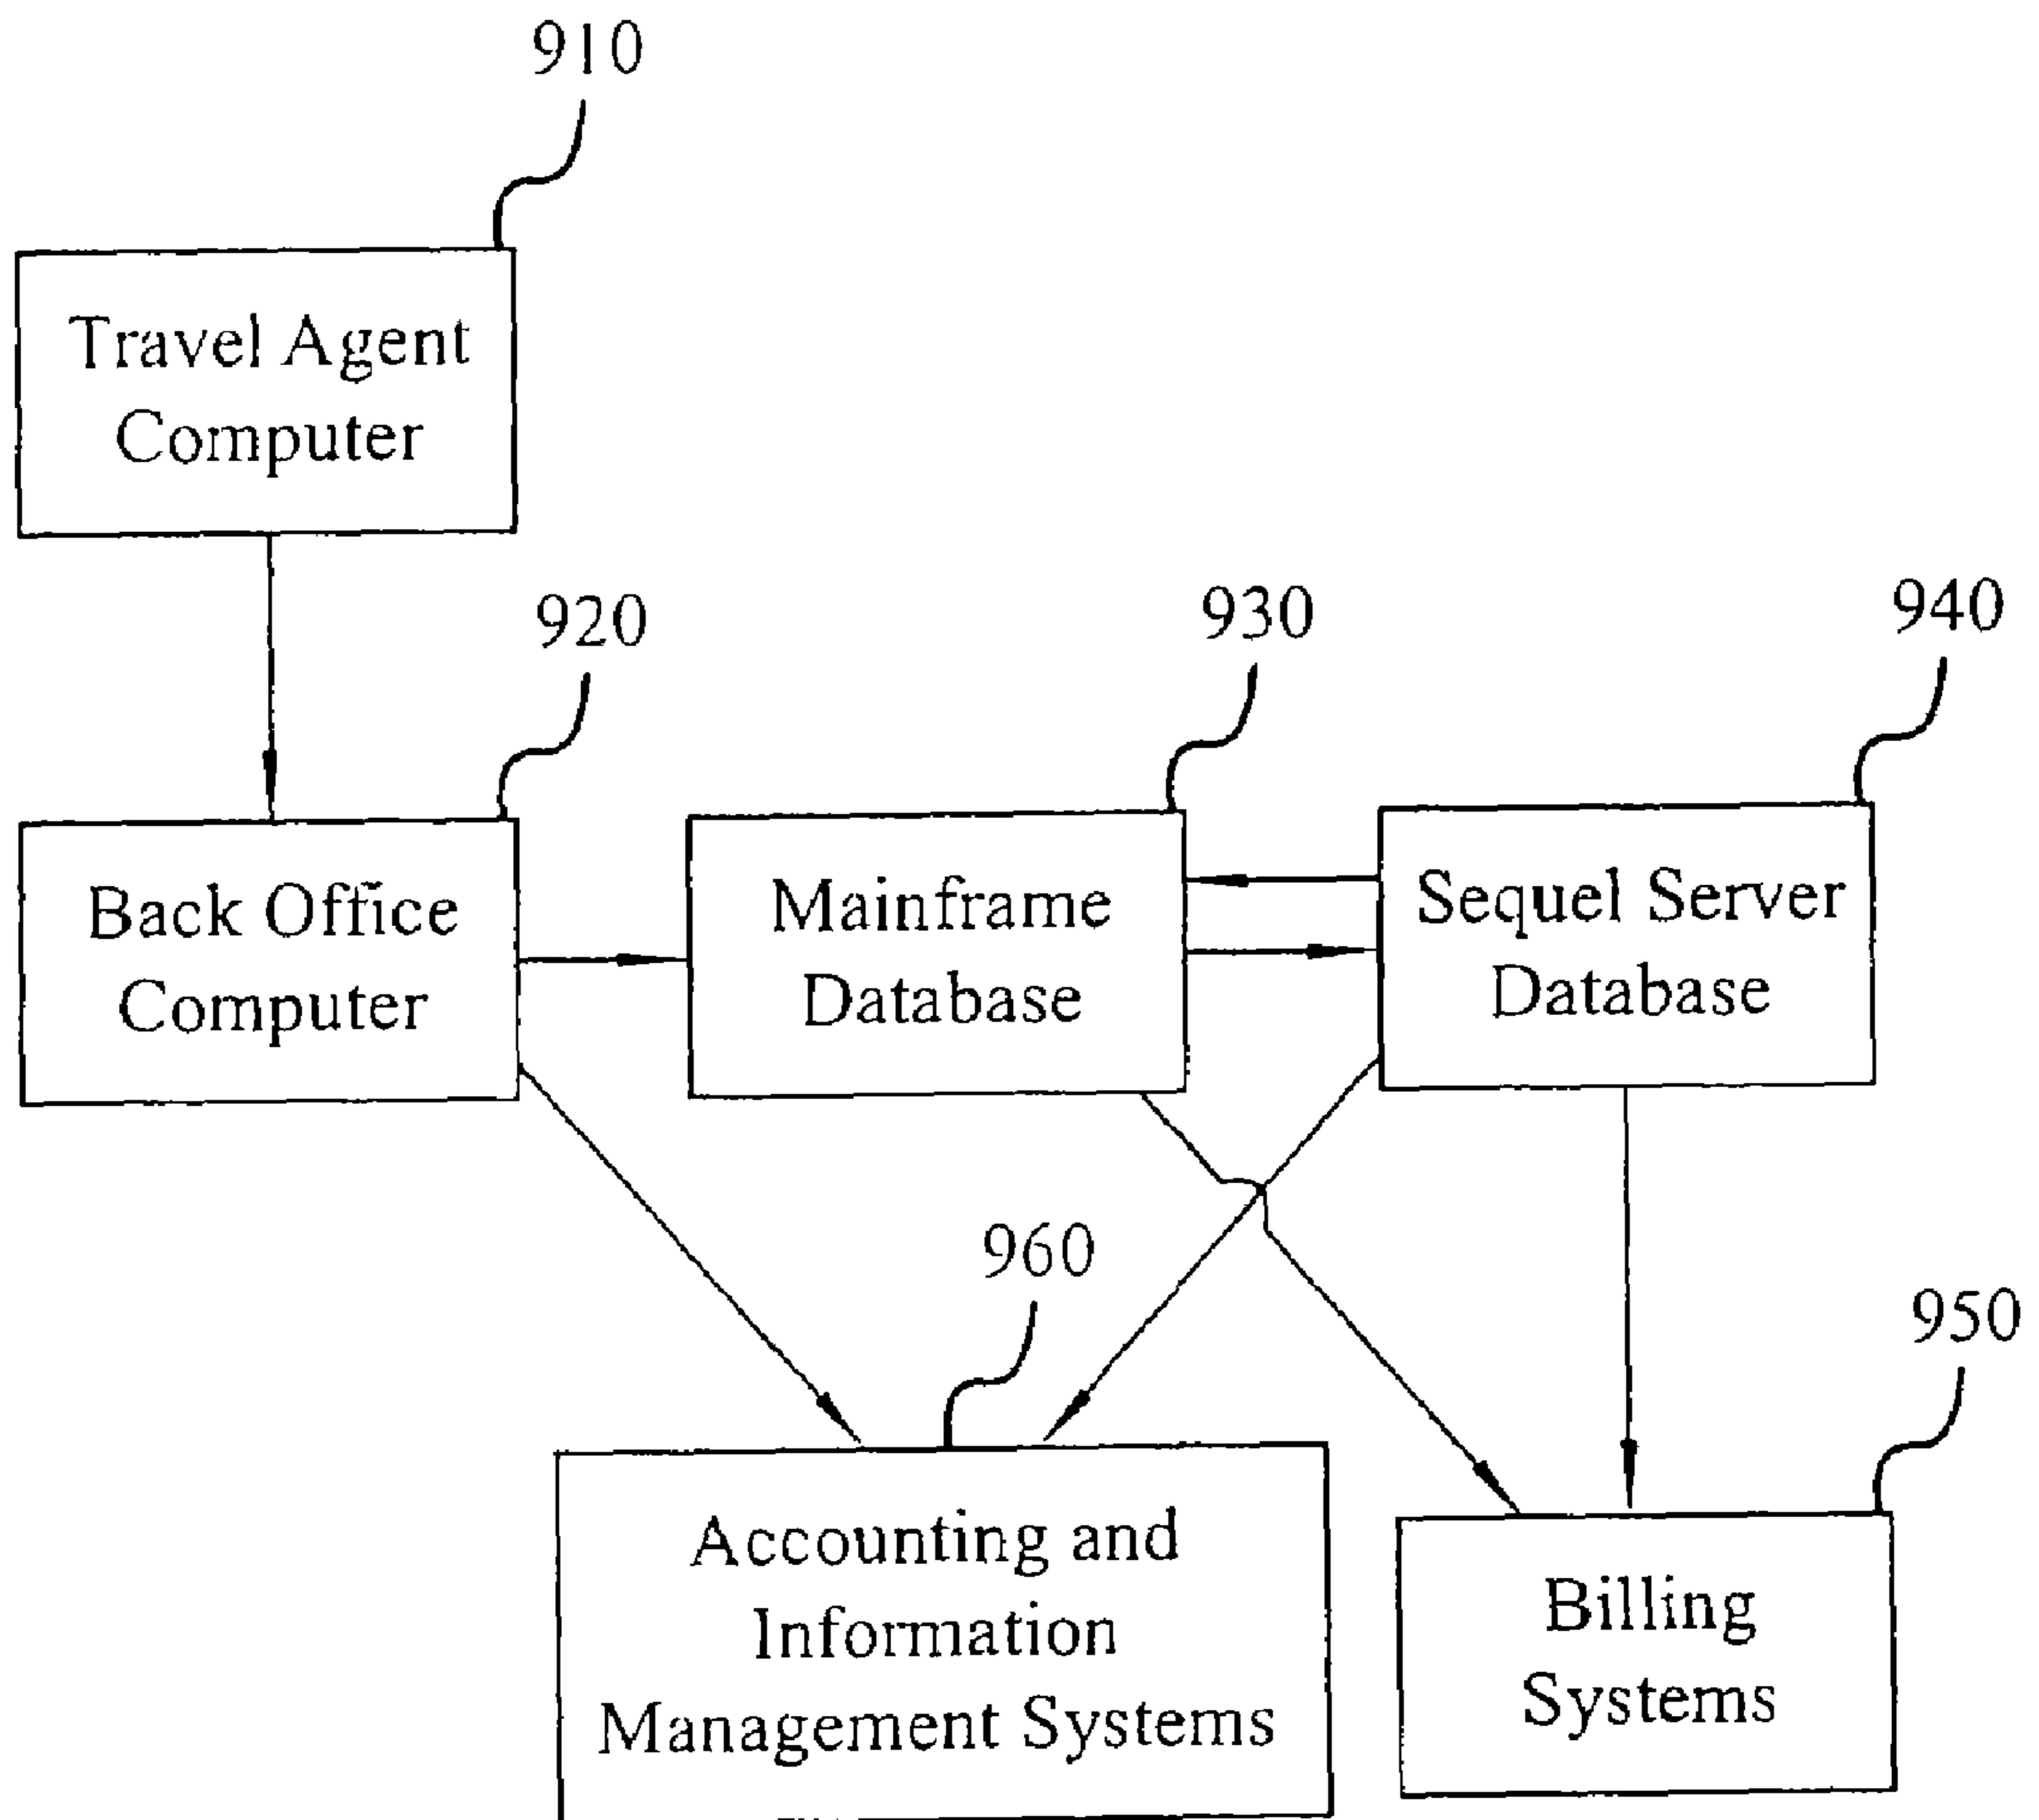 910
Travel Agent
Computer
920
930
940
Back Office
Computer
Mainframe
Database
Sequel Server
Database
960
950
Accounting and
Information
Management Systems
Billing
Systems